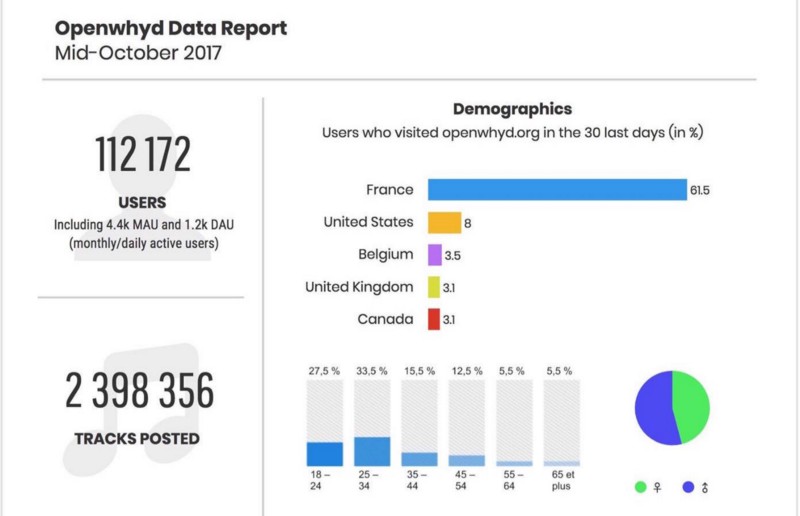 Openwhyd Data Report
Mid-October 2017
112 172
USERS
Including 4.4k MAU and 1.2k DAU
(monthly/daily active users)
2 398 356
TRACKS POSTED
Demographics
Users who visited openwhyd.org in the 30 last days (in %)
France 61.5
United States 8
Belgium 3.5
United Kingdom 3.1
Canada 3.1
27,5 % 33,5 % 15,5 % 12,5 % 5,5 % 5,5 %
18 – 25 – 35 – 45 – 55 – 65 et
24 34 44 54 64 plus
♀ ♂